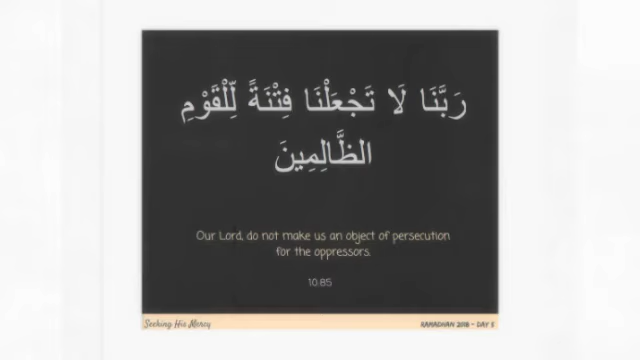 رَبَّنَا لَا تَجْعَلْنَا فِتْنَةً لِّلْقَوْمِ
الظَّالِمِينَ
Our Lord, do not make us an object of persecution
for the oppressors.
10:85
Seeking His Mercy
RAMADHAN 2018 - DAY 5